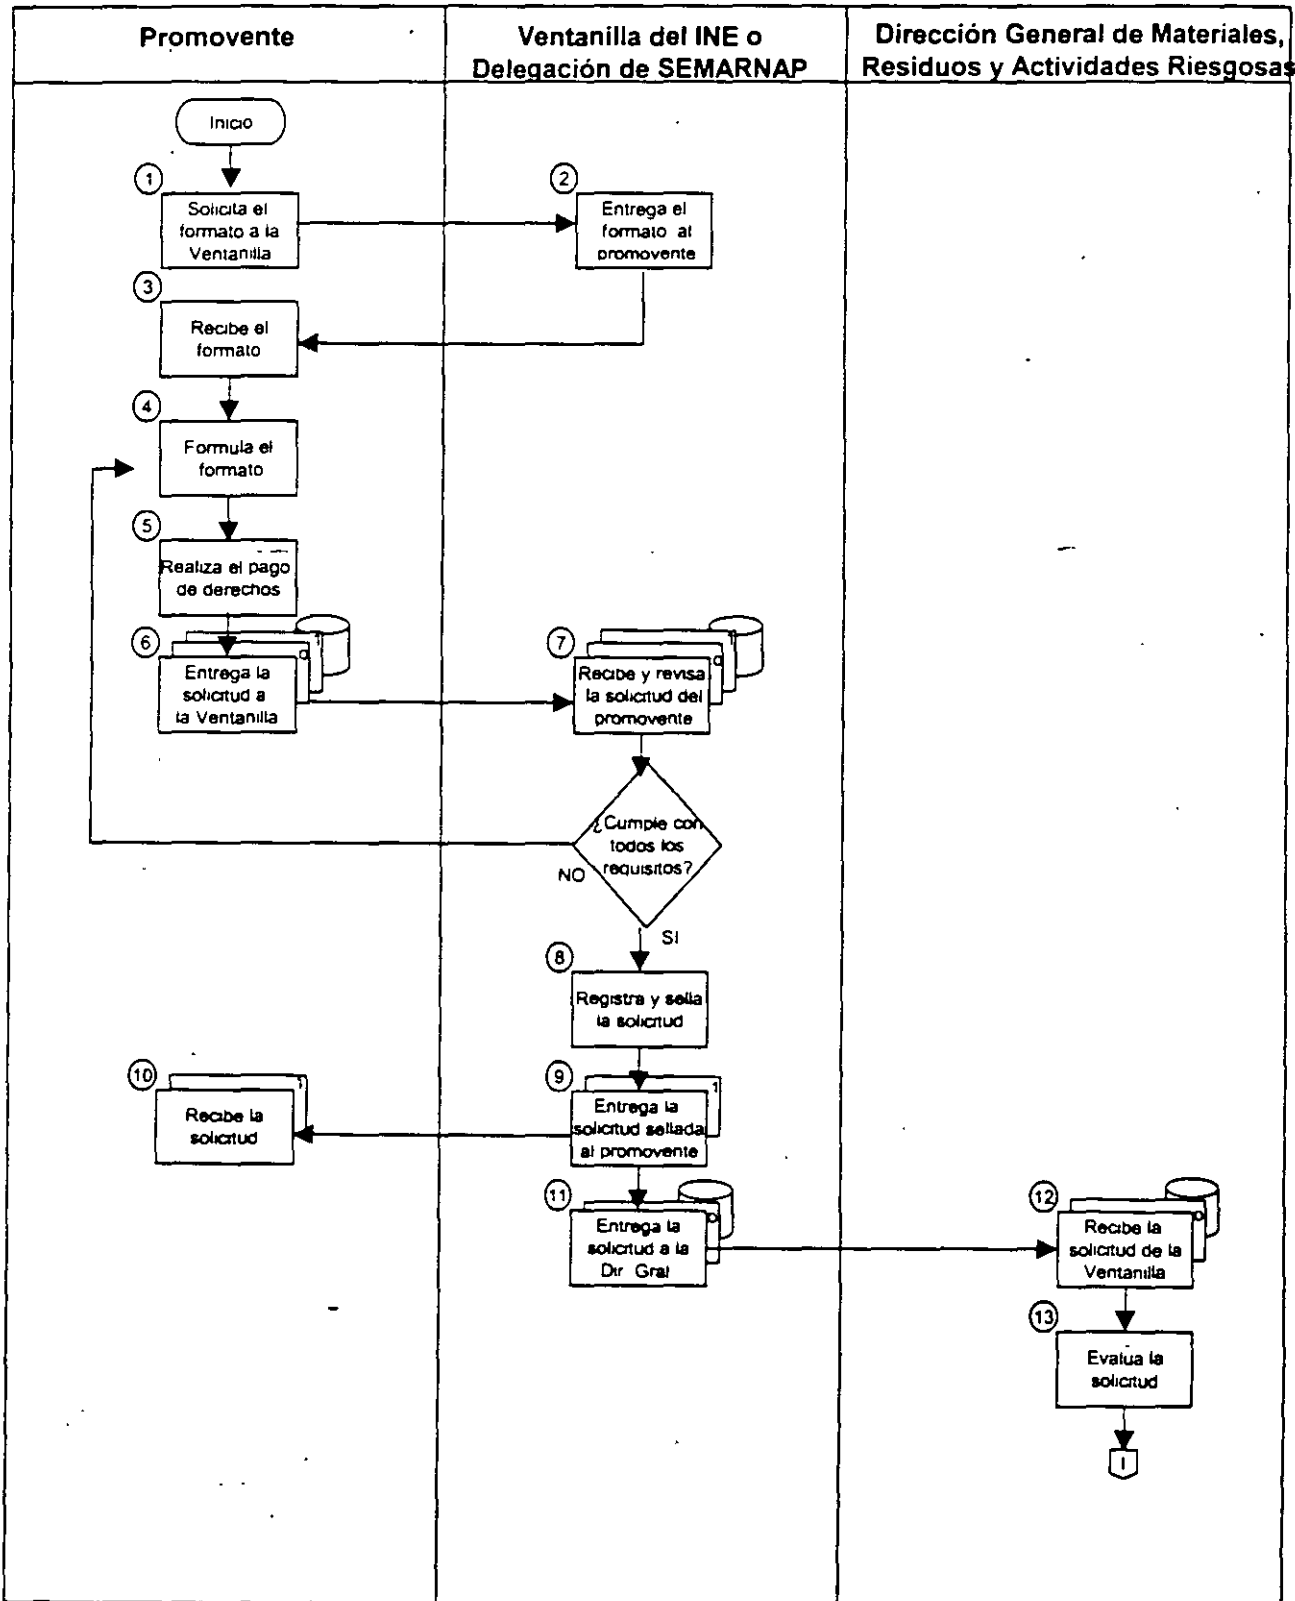 Promovente
Ventanilla del INE o
Delegación de SEMARNAP
Dirección General de Materiales,
Residuos y Actividades Riesgosas
Inicio
1
Solicita el
formato a la
Ventanilla
2
Entrega el
formato al
promovente
3
Recibe el
formato
4
Formula el
formato
5
Realiza el pago
de derechos
6
1
o
Entrega la
solicitud a
la Ventanilla
7
1
o
Recibe y revisa
la solicitud del
promovente
¿Cumple con
todos los
requisitos?
NO
SI
8
Registra y sella
la solicitud
9
1
Entrega la
solicitud sellada
al promovente
10
1
Recibe la
solicitud
11
o
Entrega la
solicitud a la
Dir Gral
12
o
Recibe la
solicitud de la
Ventanilla
13
Evalua la
solicitud
I